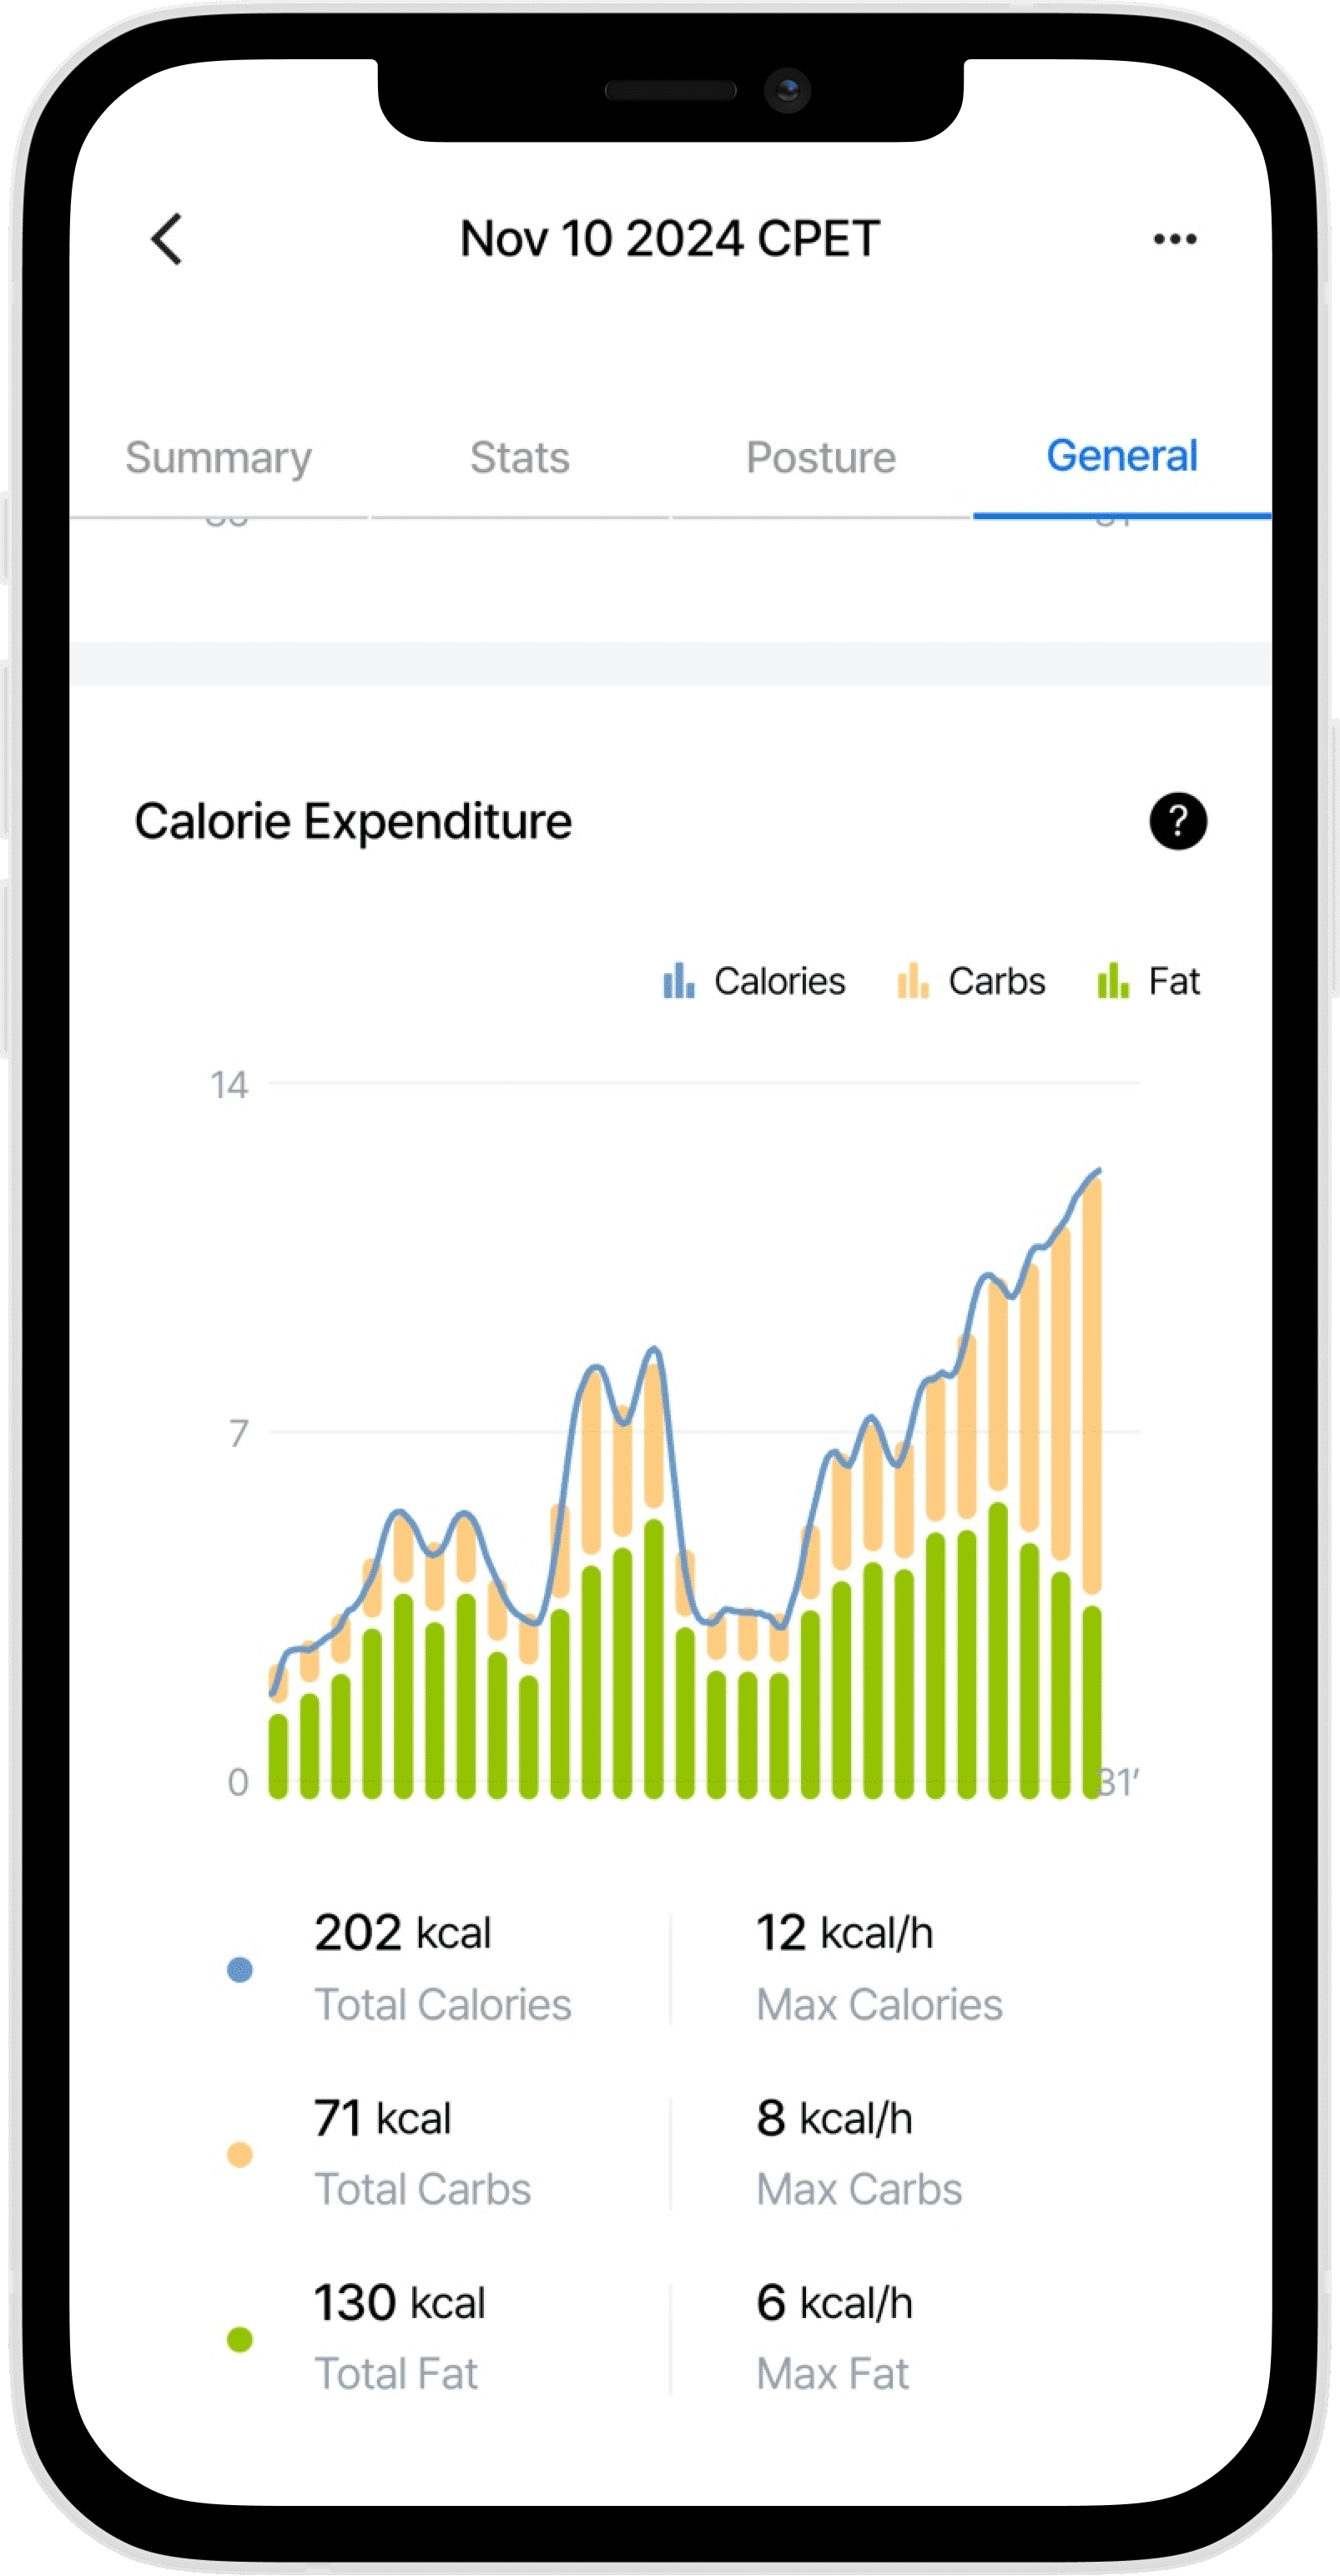 Nov 10 2024 CPET
Summary Stats Posture General
Calorie Expenditure
?
Calories Carbs Fat
14
7
0 31′
202 kcal 12 kcal/h
Total Calories Max Calories
71 kcal 8 kcal/h
Total Carbs Max Carbs
130 kcal 6 kcal/h
Total Fat Max Fat